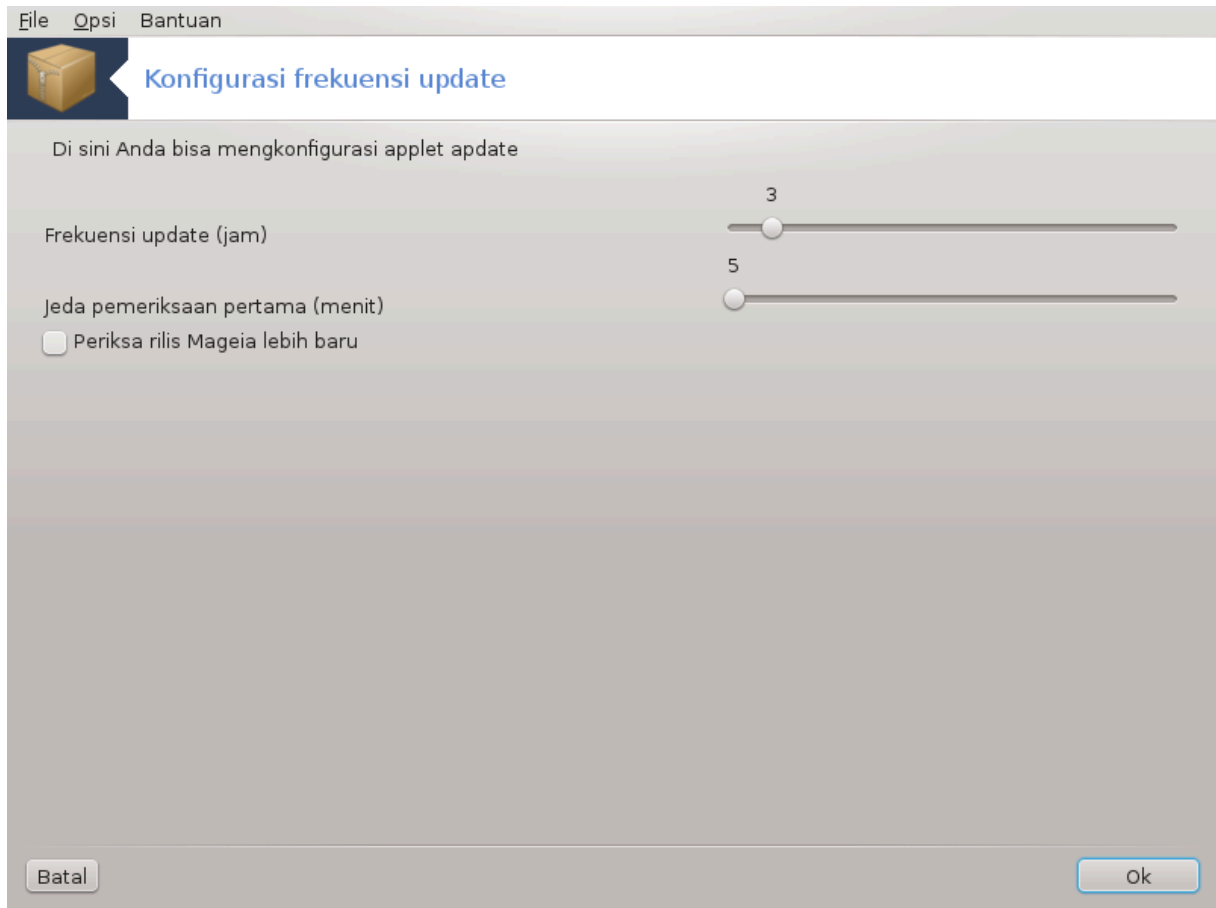 File Opsi Bantuan
Konfigurasi frekuensi update
Di sini Anda bisa mengkonfigurasi applet apdate
3
Frekuensi update (jam)
5
Jeda pemeriksaan pertama (menit)
Periksa rilis Mageia lebih baru
Batal Ok